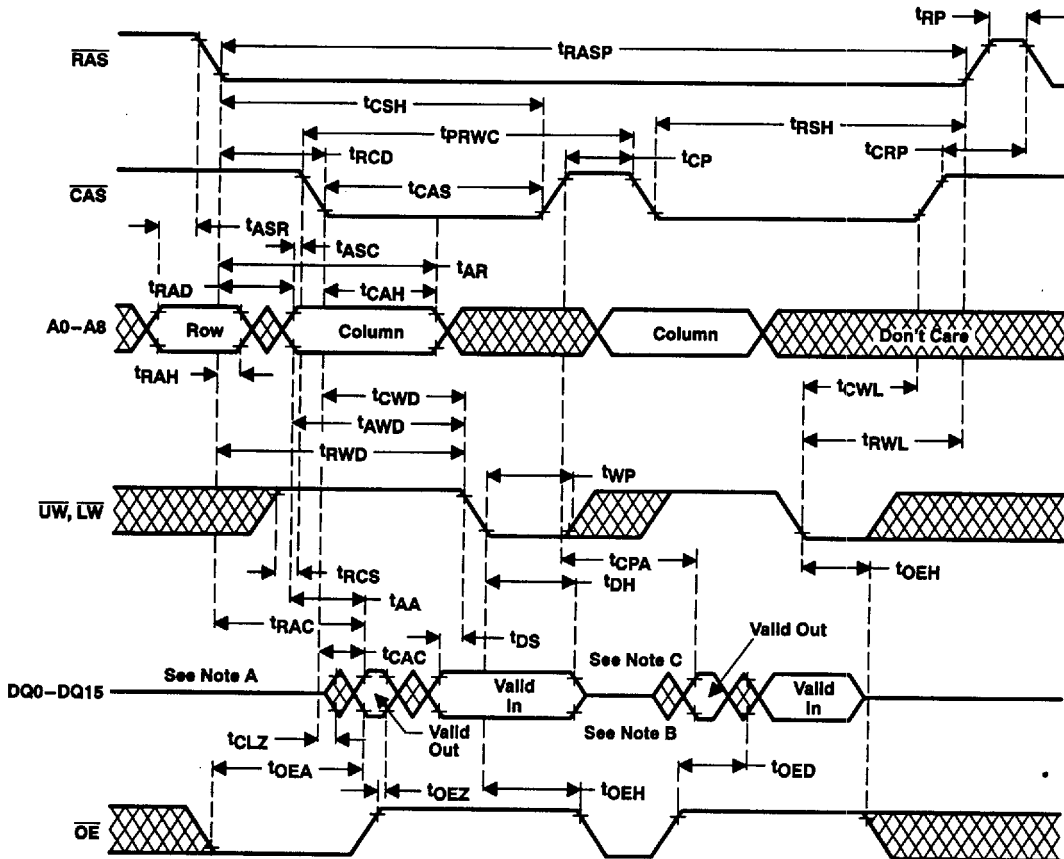 tRP
RAS
tRASP
tCSH
tPRWC
tRSH
tRCD
tCP
tCRP
CAS
tCAS
tASR
tASC
tAR
tRAD
tCAH
A0–A8
Row
Column
Column
Don't Care
tRAH
tCWD
tCWL
tAWD
tRWD
tRWL
tWP
UW, LW
tCPA
tRCS
tOEH
tDH
tAA
tRAC
tDS
Valid Out
tCAC
See Note A
See Note C
DQ0–DQ15
Valid In
Valid In
Valid Out
See Note B
tCLZ
tOEA
tOED
tOEZ
tOEH
OE